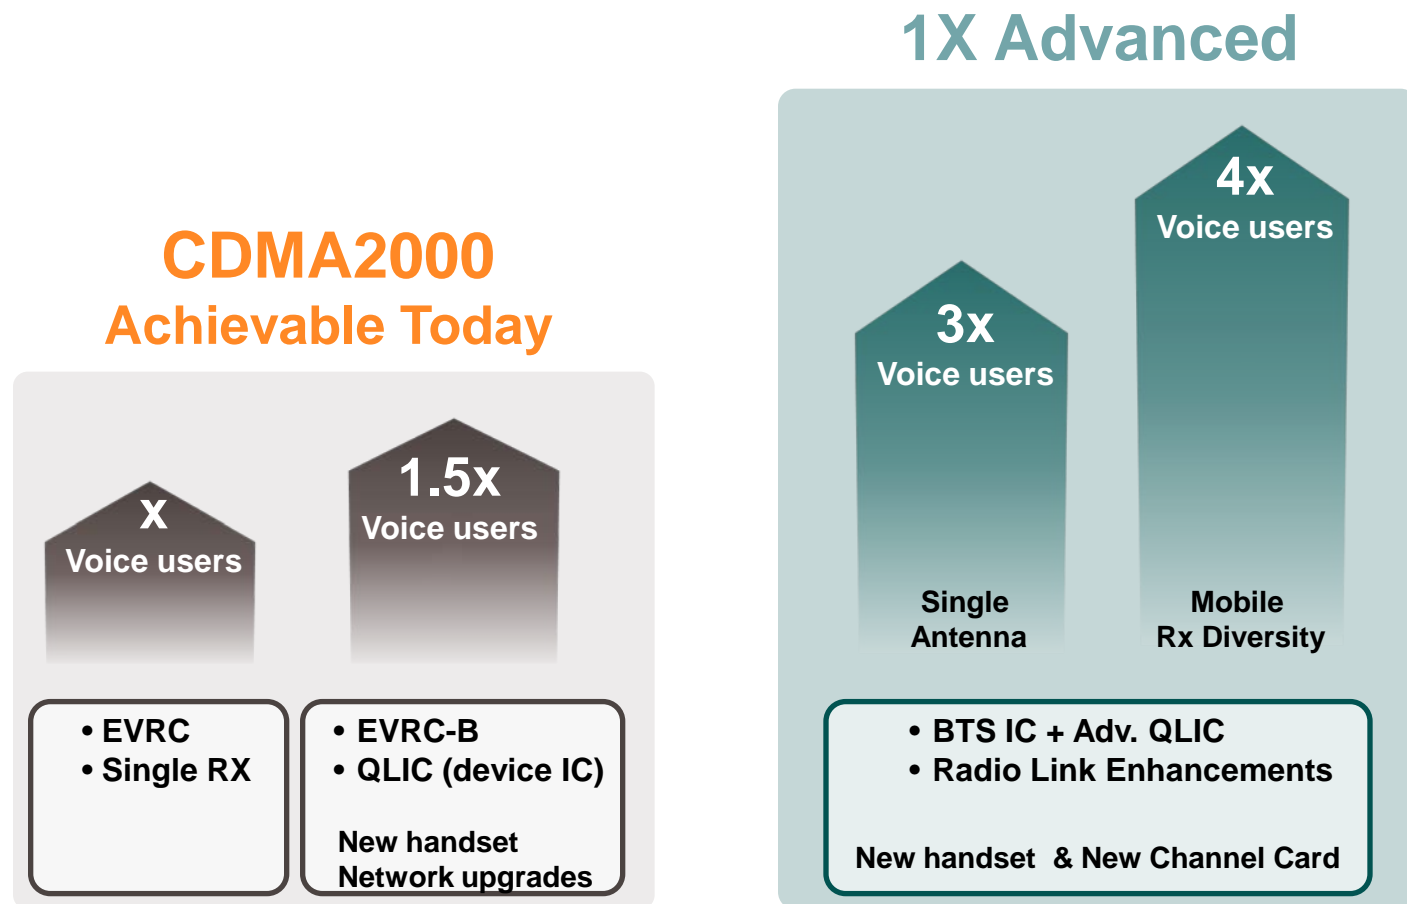 CDMA2000
Achievable Today
x
Voice users
1.5x
Voice users
• EVRC
• Single RX
• EVRC-B
• QLIC (device IC)
New handset
Network upgrades
1X Advanced
3x
Voice users
Single
Antenna
4x
Voice users
Mobile
Rx Diversity
• BTS IC + Adv. QLIC
• Radio Link Enhancements
New handset & New Channel Card